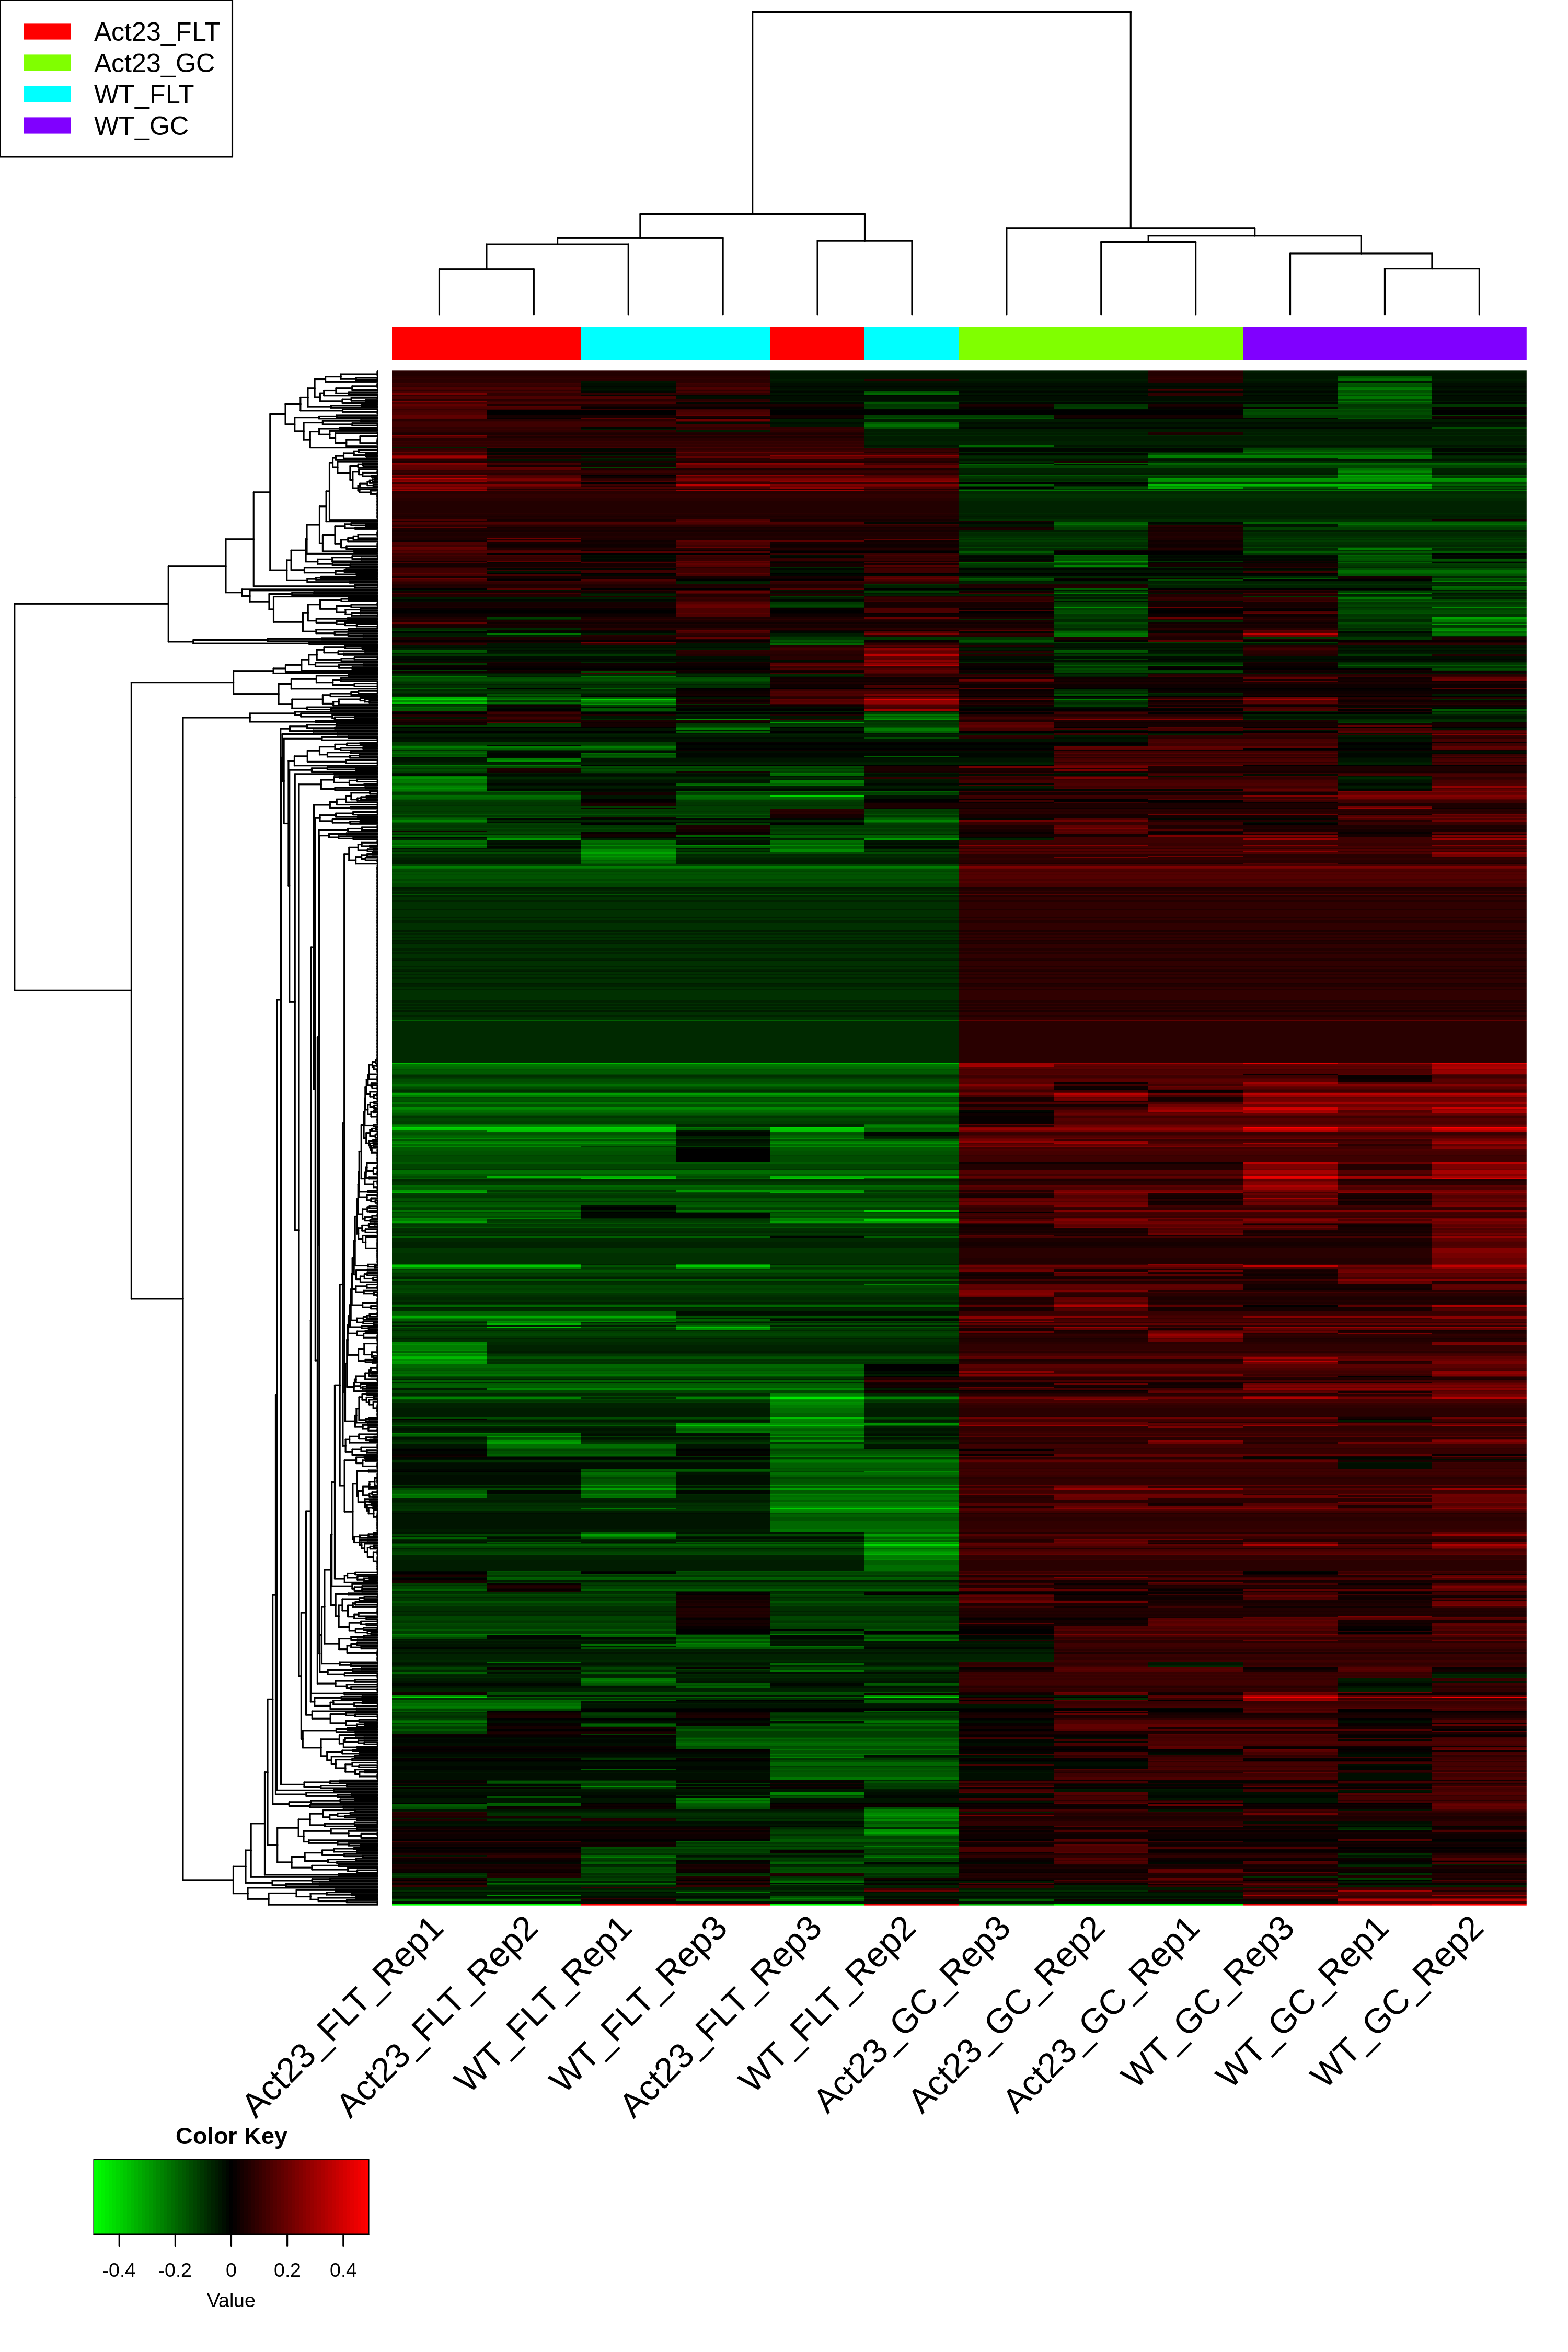 Act23_FLT
Act23_GC
WT_FLT
WT_GC
Act23_FLT_Rep1
Act23_FLT_Rep2
WT_FLT_Rep1
WT_FLT_Rep3
Act23_FLT_Rep3
WT_FLT_Rep2
Act23_GC_Rep3
Act23_GC_Rep2
Act23_GC_Rep1
WT_GC_Rep3
WT_GC_Rep1
WT_GC_Rep2
Color Key
-0.4 -0.2 0 0.2 0.4
Value